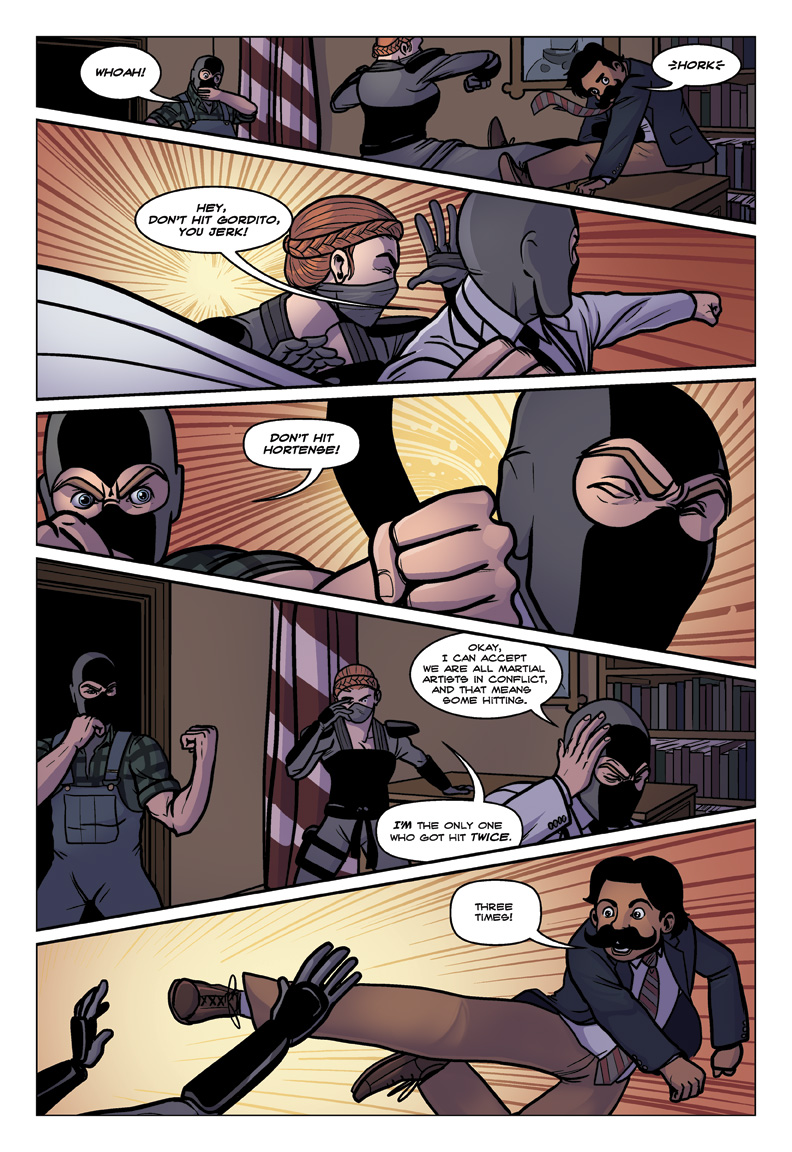 WHOAH!
HORK
HEY,
DON'T HIT GORDITO,
YOU JERK!
DON'T HIT
HORTENSE!
OKAY,
I CAN ACCEPT
WE ARE ALL MARTIAL
ARTISTS IN CONFLICT,
AND THAT MEANS
SOME HITTING.
I'M THE ONLY ONE
WHO GOT HIT TWICE.
THREE
TIMES!